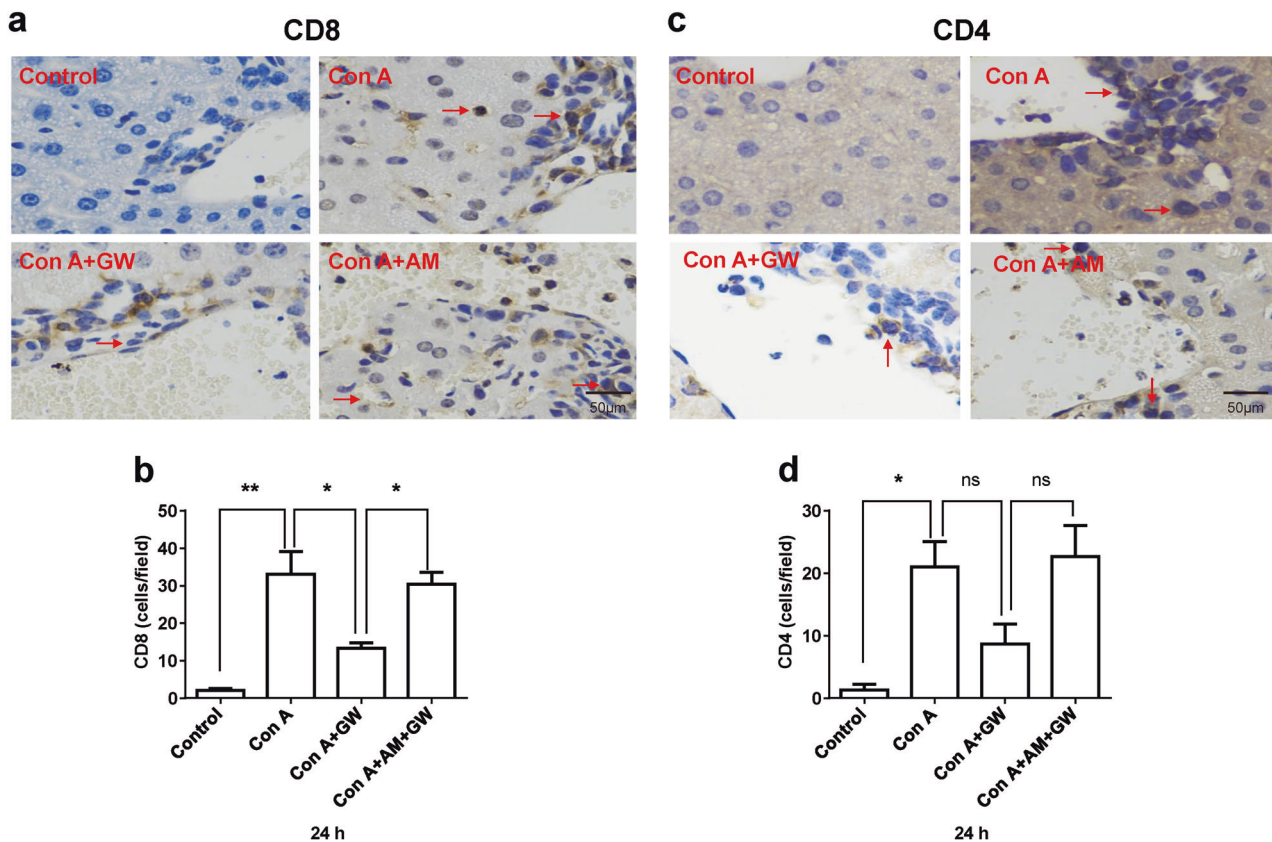 a
CD8
Control
Con A
Con A+GW
Con A+AM
50μm
c
CD4
Control
Con A
Con A+GW
Con A+AM
50μm
b
** * *
CD8 (cells/field)
50
40
30
20
10
0
Control
Con A
Con A+GW
Con A+AM+GW
24 h
d
* ns ns
CD4 (cells/field)
30
20
10
0
Control
Con A
Con A+GW
Con A+AM+GW
24 h